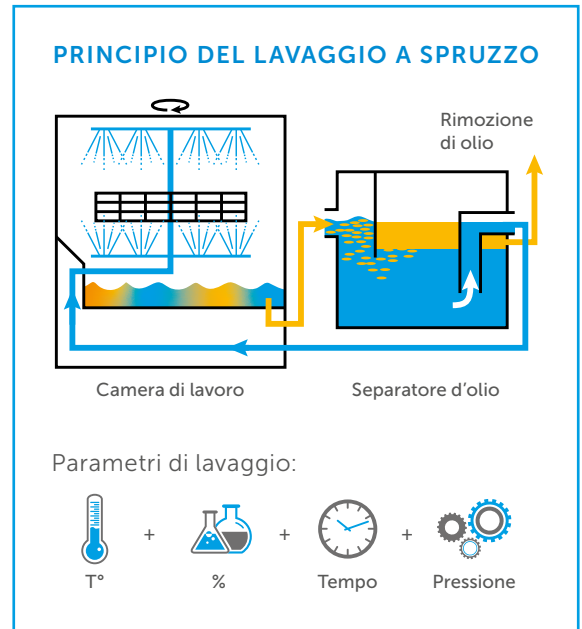 PRINCIPIO DEL LAVAGGIO A SPRUZZO
Rimozione
di olio
Camera di lavoro
Separatore d'olio
Parametri di lavaggio:
+
+
+
T°
%
Tempo
Pressione